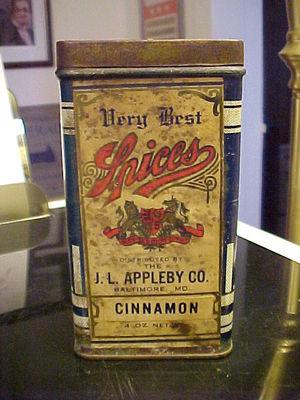 Very Best
Spices
DISTRIBUTED BY
THE
J. L. APPLEBY CO.
BALTIMORE, MD.
CINNAMON
4 OZ NET